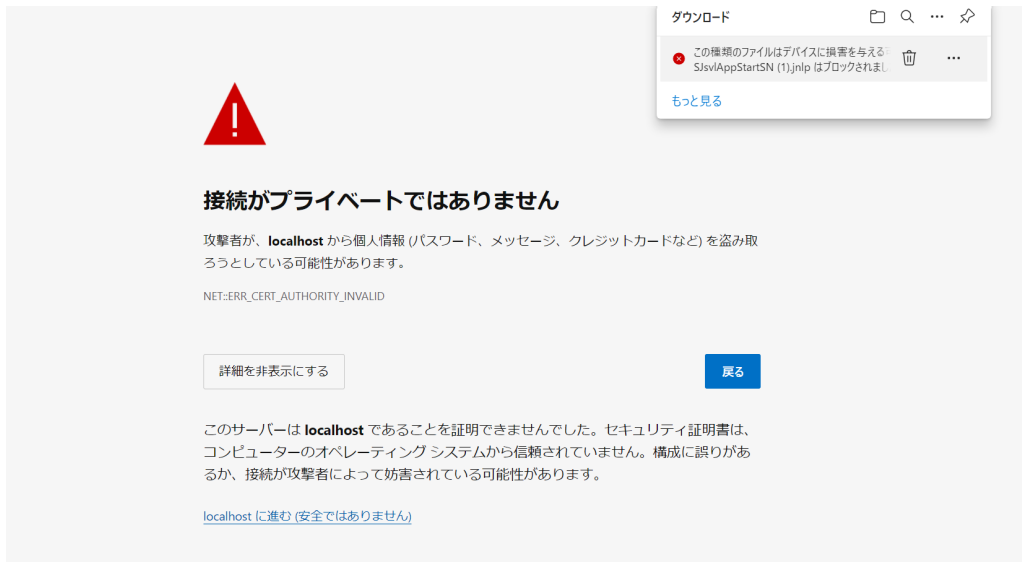 ダウンロード
この種類のファイルはデバイスに損害を与える
SJsvlAppStartSN (1).jnlp はブロックされまし
もっと見る
接続がプライベートではありません
攻撃者が、localhost から個人情報 (パスワード、メッセージ、クレジットカードなど) を盗み取
ろうとしている可能性があります。
NET::ERR_CERT_AUTHORITY_INVALID
詳細を非表示にする
戻る
このサーバーは localhost であることを証明できませんでした。セキュリティ証明書は、
コンピューターのオペレーティング システムから信頼されていません。構成に誤りがあ
るか、接続が攻撃者によって妨害されている可能性があります。
localhost に進む (安全ではありません)